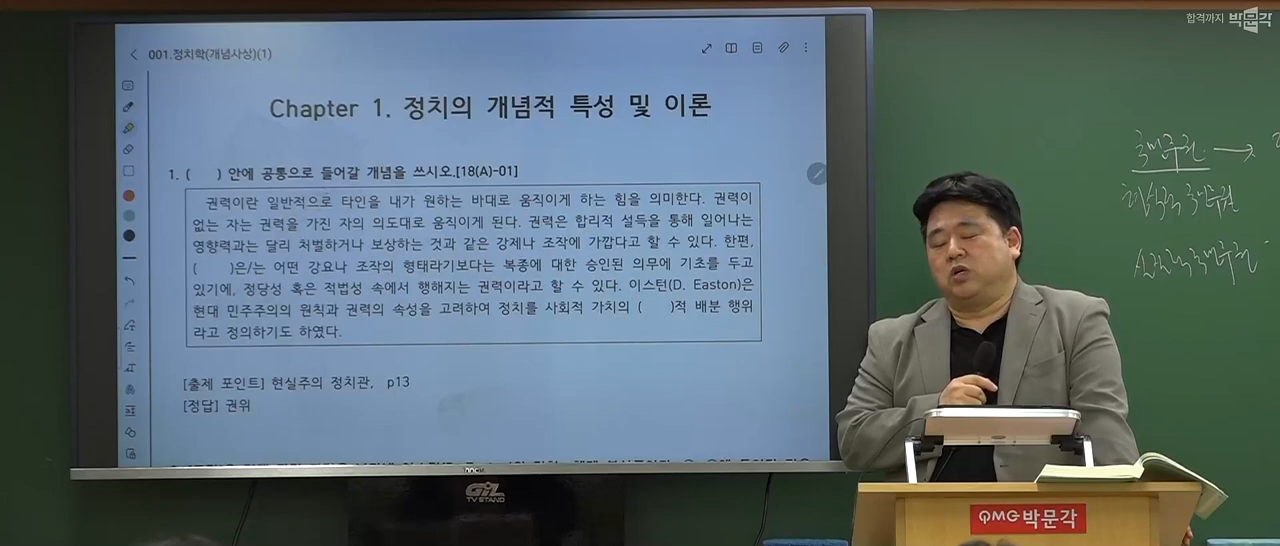 합격까지 박문각
001.정치학(개념사상)(1)
Chapter 1. 정치의 개념적 특성 및 이론
1. (    ) 안에 공통으로 들어갈 개념을 쓰시오.[18(A)-01]
권력이란 일반적으로 타인을 내가 원하는 바대로 움직이게 하는 힘을 의미한다. 권력이
없는 자는 권력을 가진 자의 의도대로 움직이게 된다. 권력은 합리적 설득을 통해 일어나는
영향력과는 달리 처벌하거나 보상하는 것과 같은 강제나 조작에 가깝다고 할 수 있다. 한편,
(    )은/는 어떤 강요나 조작의 형태라기보다는 복종에 대한 승인된 의무에 기초를 두고
있기에, 정당성 혹은 적법성 속에서 행해지는 권력이라고 할 수 있다. 이스턴(D. Easton)은
현대 민주주의의 원칙과 권력의 속성을 고려하여 정치를 사회적 가치의 (    )적 배분 행위
라고 정의하기도 하였다.
[출제 포인트] 현실주의 정치관, p13
[정답] 권위
국민주권 →
GIL
TV STAND
PMG 박문각